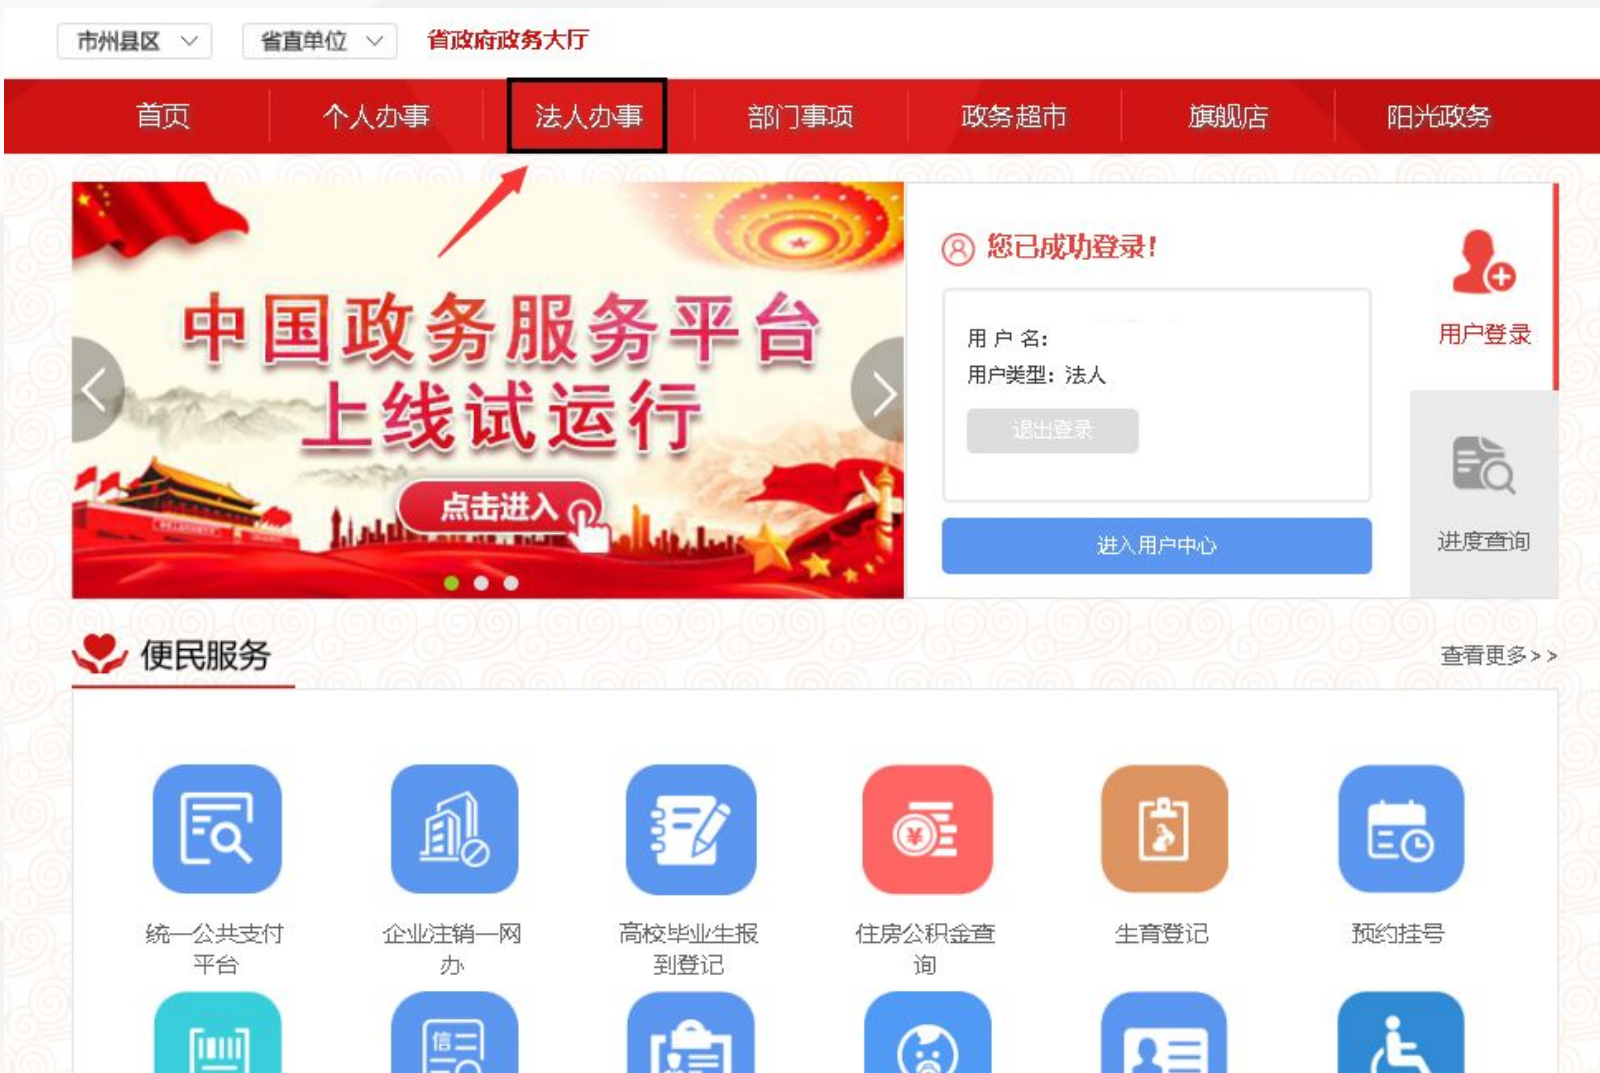 市州县区 省直单位 省政府政务大厅
首页 个人办事 法人办事 部门事项 政务超市 旗舰店 阳光政务
中国政务服务平台
上线试运行
点击进入
您已成功登录!
用 户 名:
用户类型: 法人
退出登录
进入用户中心
用户登录
进度查询
便民服务
查看更多>>
统一公共支付
平台
企业注销一网
办
高校毕业生报
到登记
住房公积金查
询
生育登记
预约挂号
信